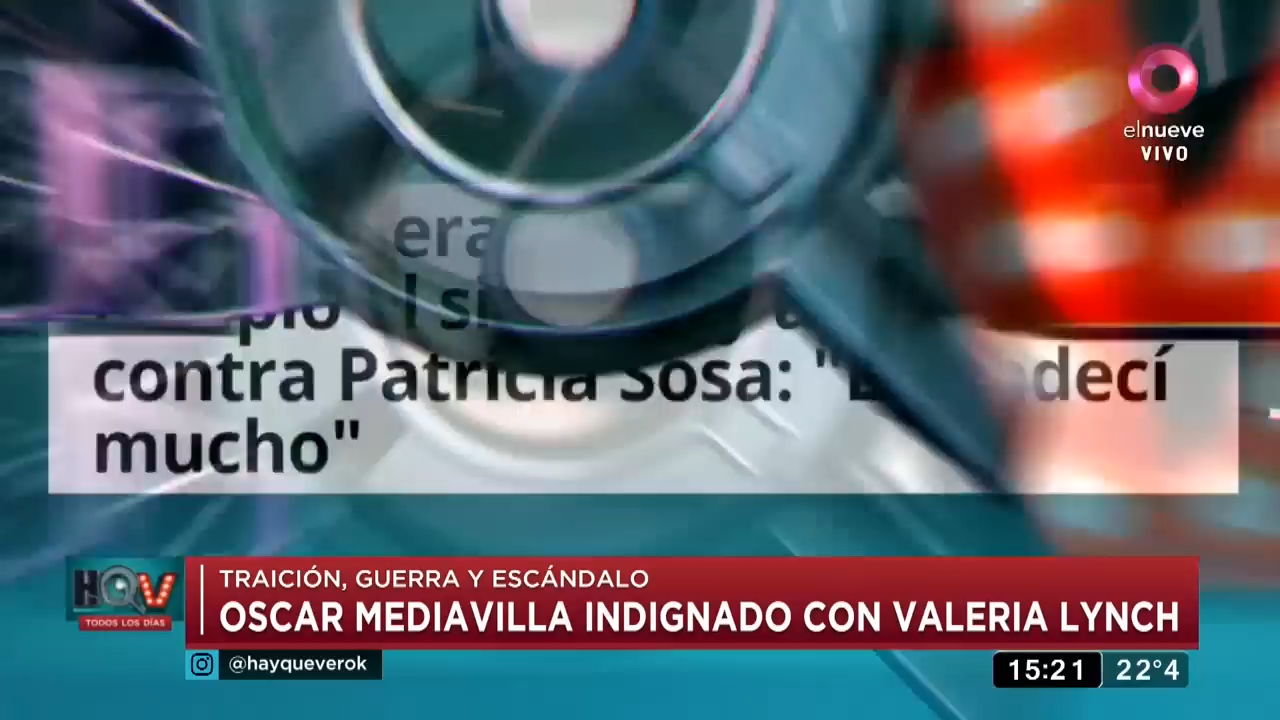 elnueve
VIVO
contra Patricia Sosa:
mucho"
HQV
TODOS LOS DÍAS
TRAICIÓN, GUERRA Y ESCÁNDALO
OSCAR MEDIAVILLA INDIGNADO CON VALERIA LYNCH
@hayqueverok
15:21 22°4